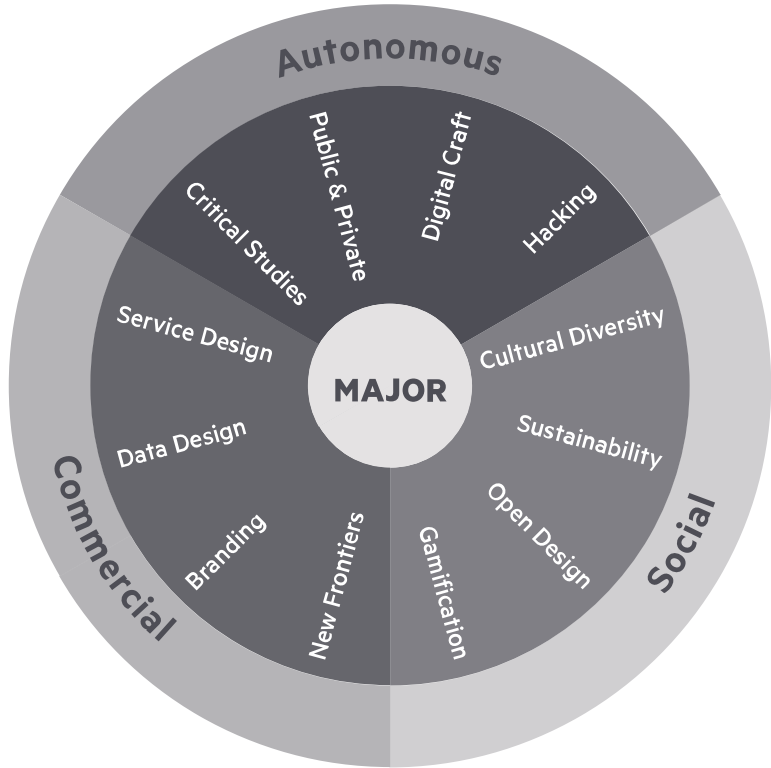 Autonomous
Critical Studies
Public & Private
Digital Craft
Hacking
Cultural Diversity
Sustainability
Open Design
Gamification
Social
New Frontiers
Branding
Data Design
Service Design
Commercial
MAJOR